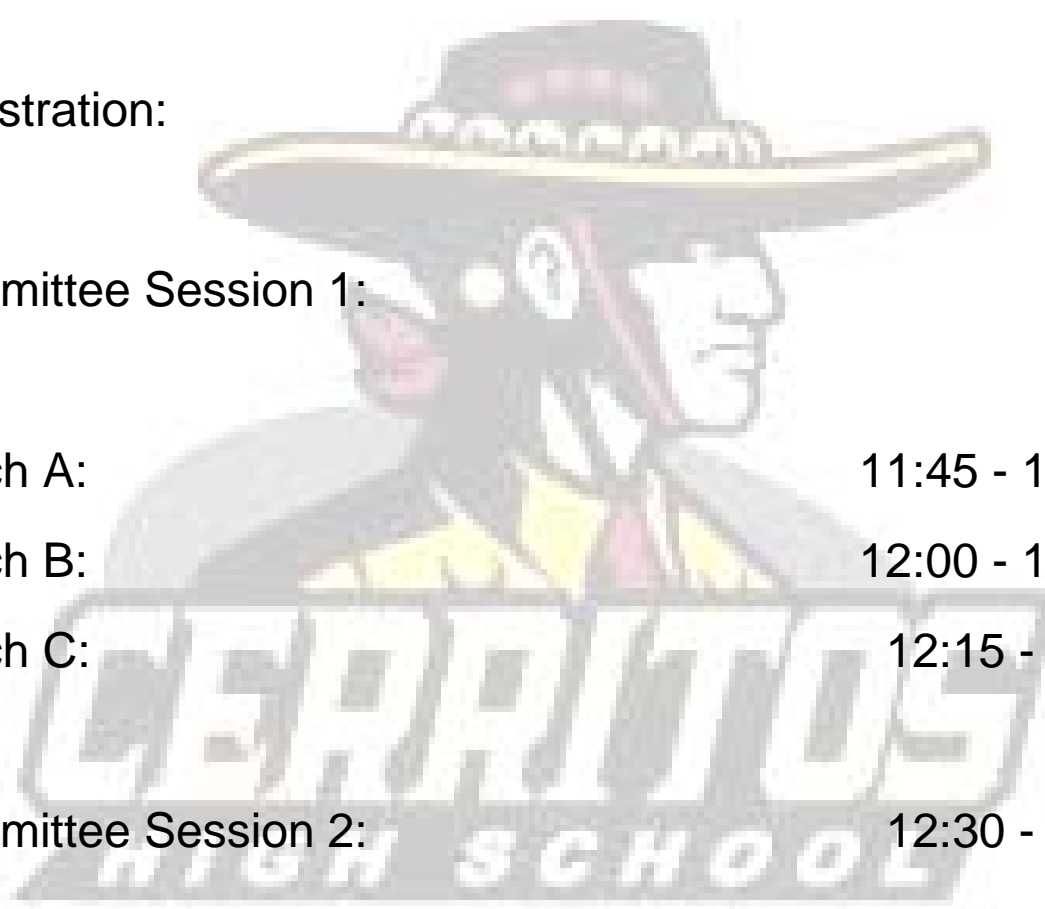 stration:
mittee Session 1:
ch A: 11:45 - 1
ch B: 12:00 - 1
ch C: 12:15 -
CERRITOS
mittee Session 2: 12:30 -
HIGH SCHOOL